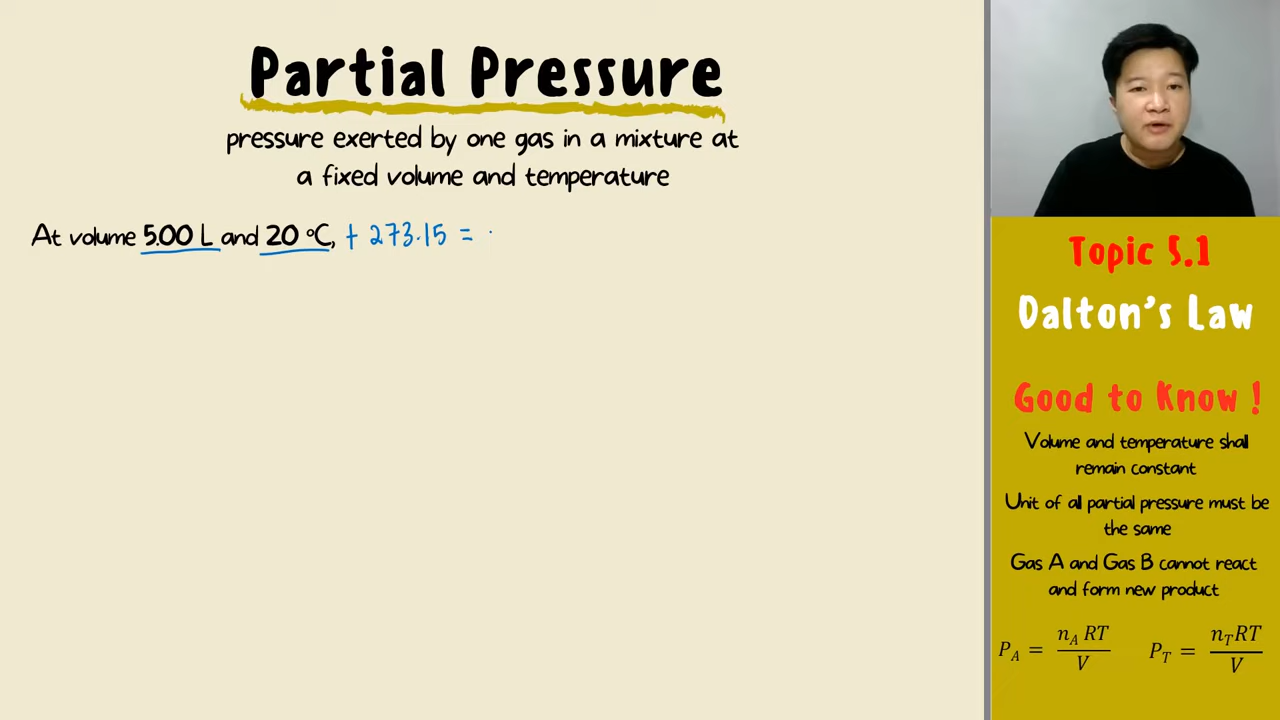 Partial Pressure
pressure exerted by one gas in a mixture at
a fixed volume and temperature
At volume 5.00 L and 20 °C, + 273.15 =
Topic 5.1
Dalton's Law
Good to Know !
Volume and temperature shall
remain constant
Unit of all partial pressure must be
the same
Gas A and Gas B cannot react
and form new product
P_A = n_A RT / V P_T = n_T RT / V